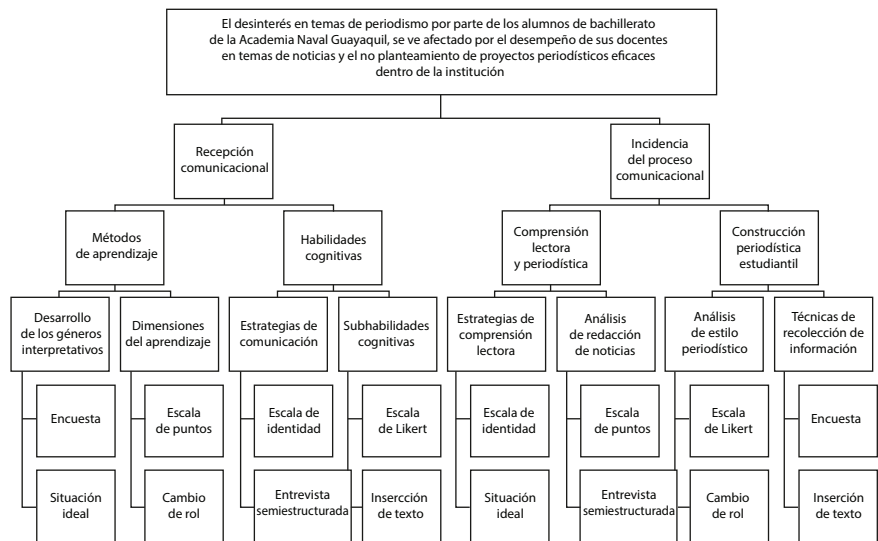 El desinterés en temas de periodismo por parte de los alumnos de bachillerato
de la Academia Naval Guayaquil, se ve afectado por el desempeño de sus docentes
en temas de noticias y el no planteamiento de proyectos periodísticos eficaces
dentro de la institución
Recepción
comunicacional
Incidencia
del proceso
comunicacional
Métodos
de aprendizaje
Habilidades
cognitivas
Comprensión
lectora
y periodística
Construcción
periodística
estudiantil
Desarrollo
de los géneros
interpretativos
Dimensiones
del aprendizaje
Estrategias de
comunicación
Subhabilidades
cognitivas
Estrategias de
comprensión
lectora
Análisis
de redacción
de noticias
Análisis
de estilo
periodístico
Técnicas de
recolección de
información
Encuesta
Escala
de puntos
Escala de
identidad
Escala
de Likert
Escala de
identidad
Escala
de puntos
Escala
de Likert
Encuesta
Situación
ideal
Cambio
de rol
Entrevista
semiestructurada
Insercción
de texto
Situación
ideal
Entrevista
semiestructurada
Cambio
de rol
Inserción
de texto